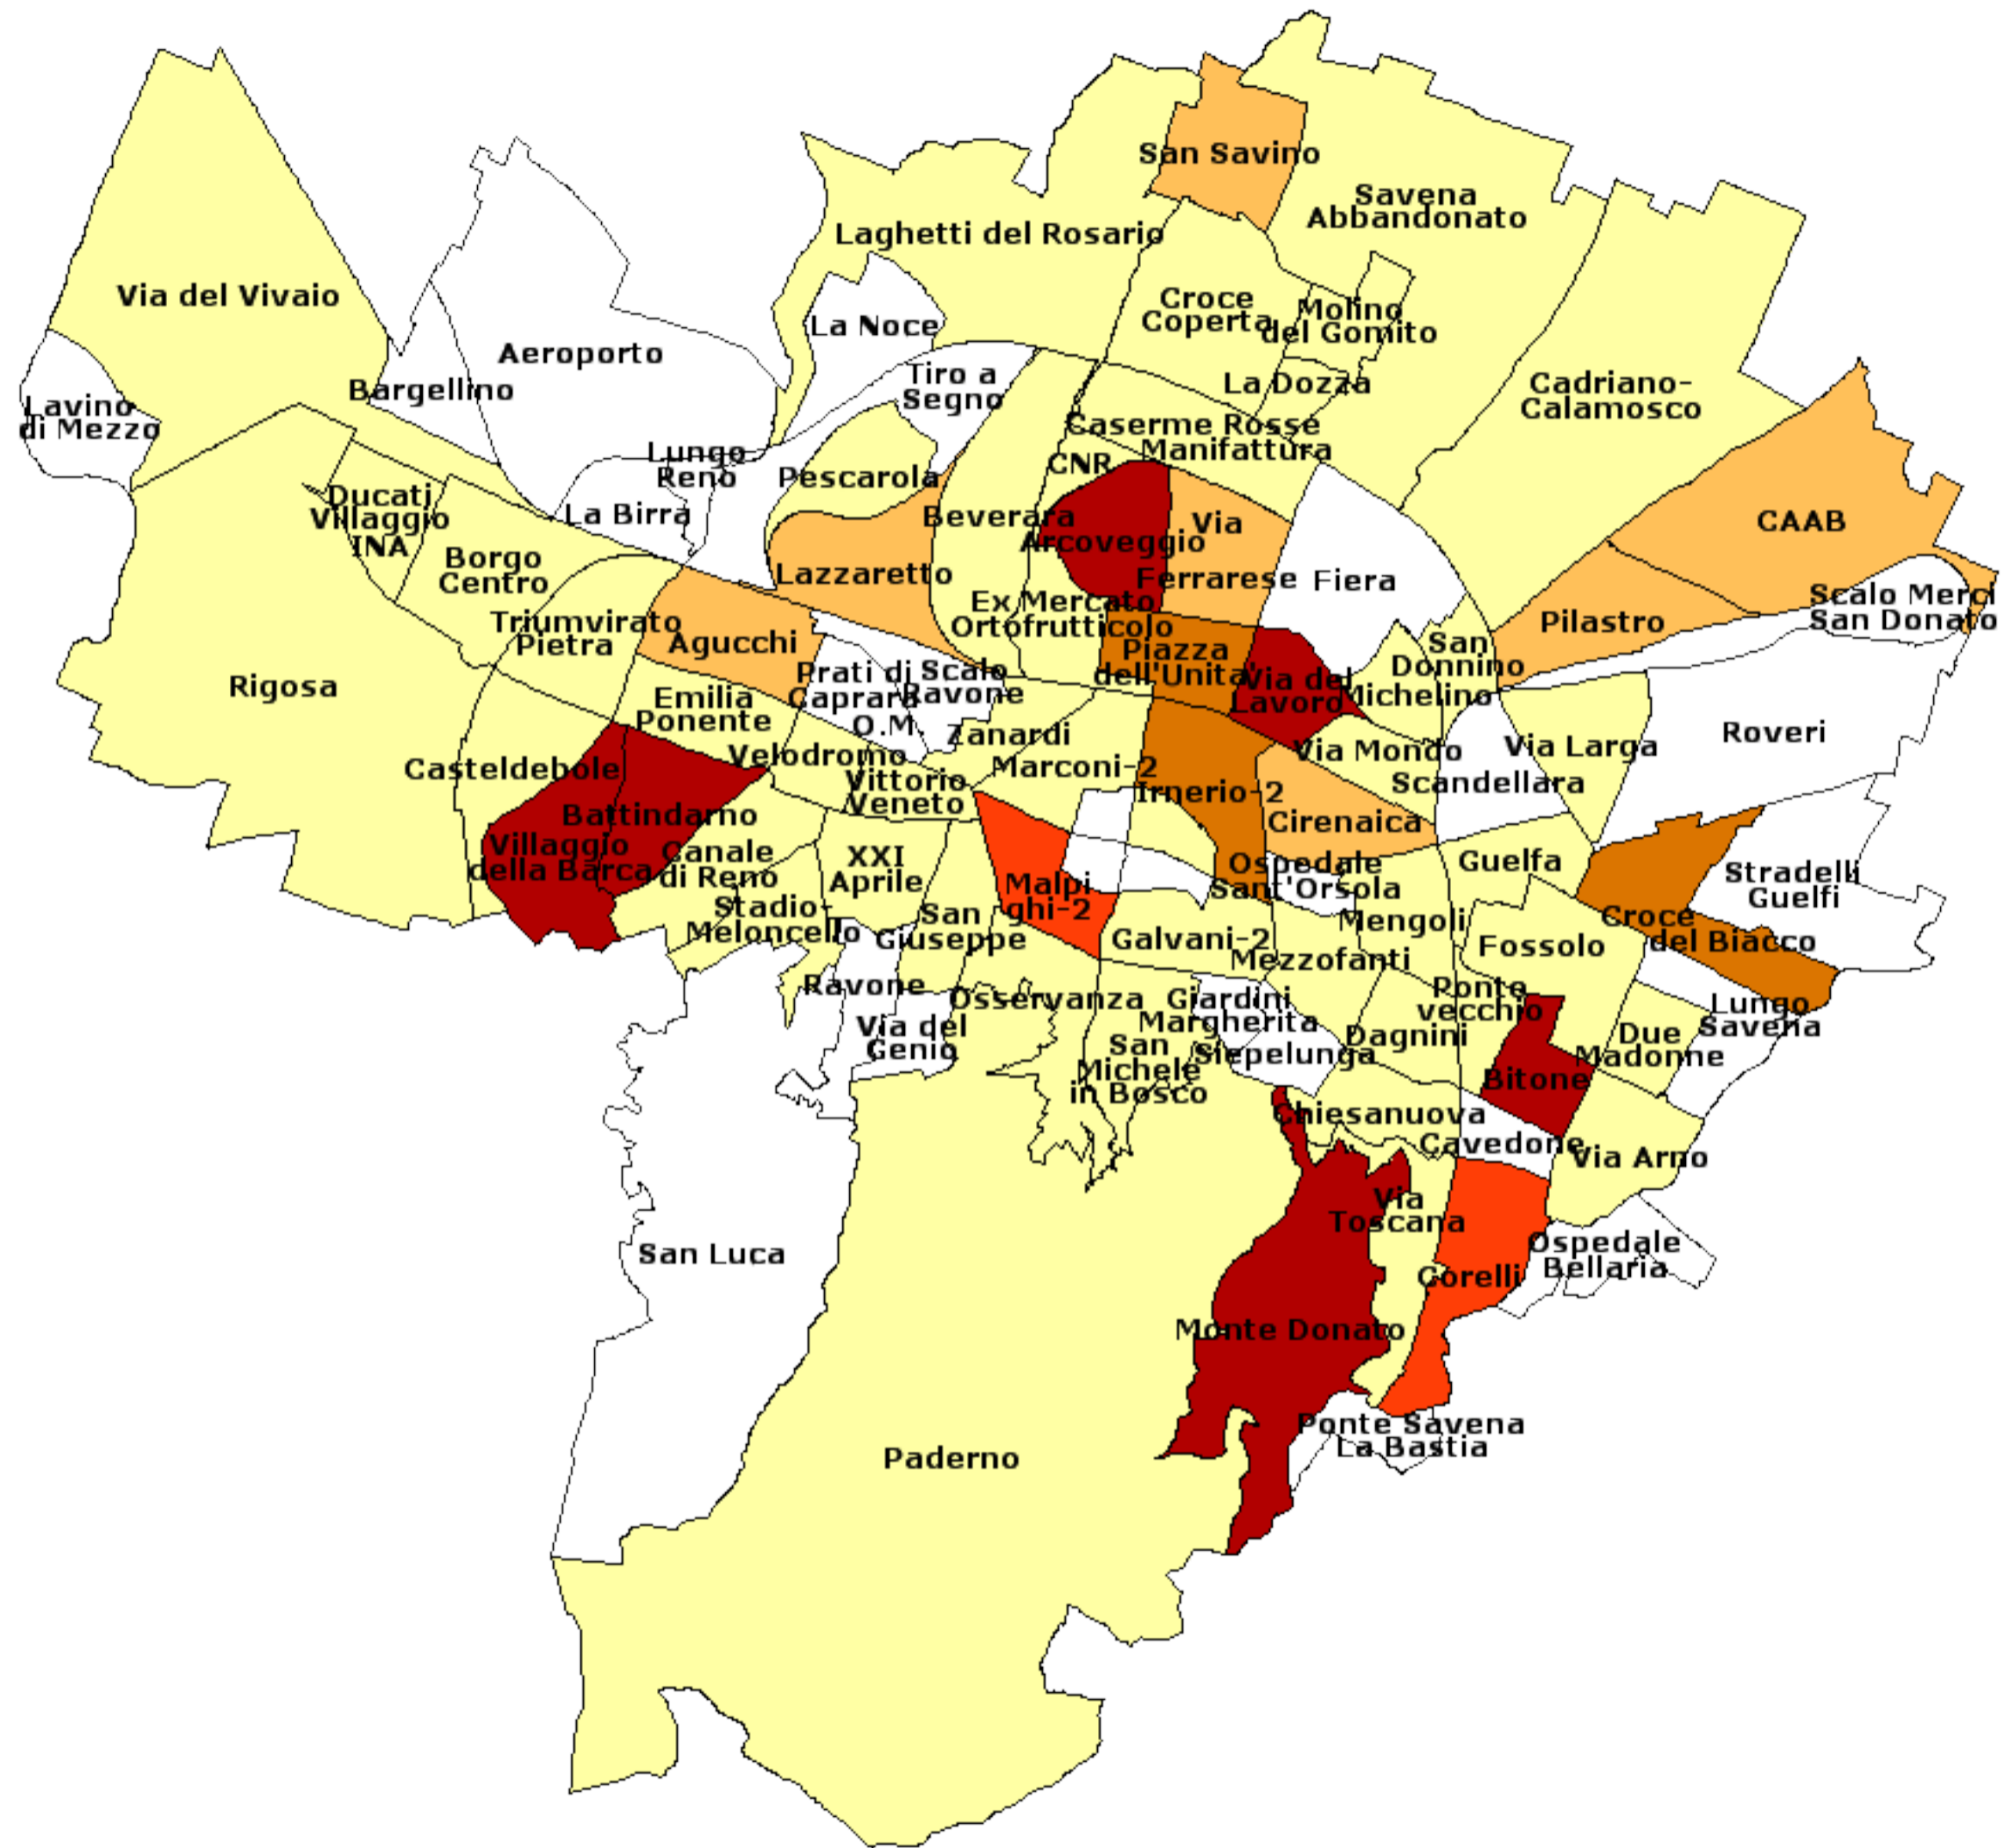 San Savino
Savena
Abbandonato
Laghetti del Rosario
Via del Vivaio
Croce
Coperta
Molino
del Gomito
La Noce
Aeroporto
Tiro a
Segno
Bargellino
La Dozza
Cadriano-
Calamosco
Lavino
di Mezzo
Caserme Rosse
Manifattura
Lungo
Reno
CNR
Pescarola
Ducati
Villaggio
INA
La Birra
Beverara
Via
Ferrarese
Arcoveggio
CAAB
Borgo
Centro
Lazzaretto
Fiera
Ex Mercato
Ortofrutticolo
Scalo Merci
San Donato
Triumvirato
Pietra
Agucchi
Piazza
dell'Unita'
San
Donnino
Pilastro
Rigosa
Prati di
Caprara
O.M.
Scalo
Ravone
Via del
Lavoro
Michelino
Emilia
Ponente
Zanardi
Roveri
Velodromo
Via Mondo
Via Larga
Casteldebole
Vittorio
Veneto
Marconi-2
Irnerio-2
Scandellara
Battindarno
Cirenaica
Villaggio
della Barca
Canale
di Reno
XXI
Aprile
Malpi
ghi-2
Ospedale
Sant'Orsola
Guelfa
Stradelli
Guelfi
Stadio-
Meloncello
San
Giuseppe
Galvani-2
Mengoli
Croce
del Biacco
Fossolo
Mezzofanti
Ravone
Osservanza
Giardini
Margherita
Ponte
vecchio
Lungo
Savena
Via del
Genio
San
Michele
in Bosco
Siepelunga
Dagnini
Due
Madonne
Bitone
Chiesanuova
Cavedone
Via Arno
Via
Toscana
San Luca
Corelli
Ospedale
Bellaria
Monte Donato
Ponte Savena
La Bastia
Paderno